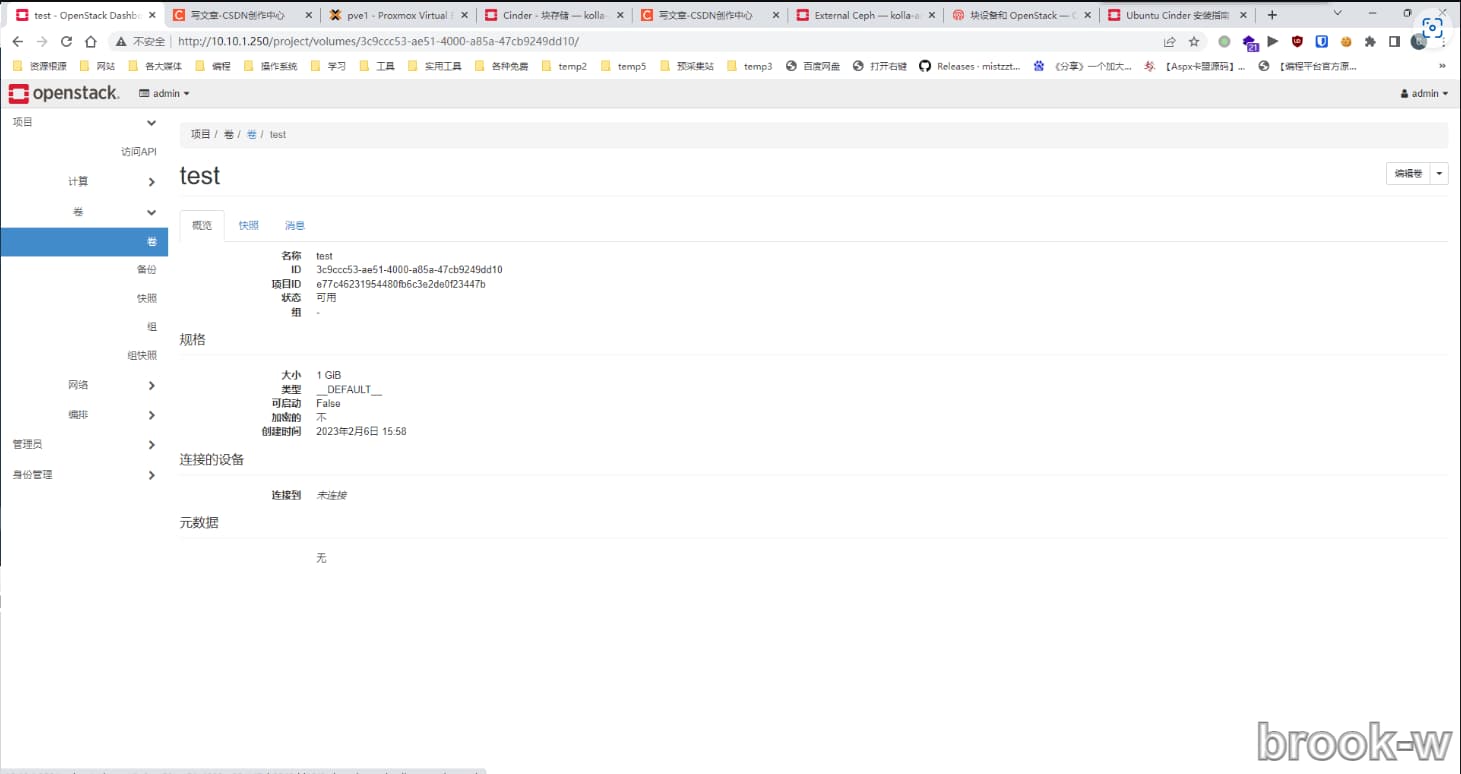 test - OpenStack Dashbo
写文章-CSDN创作中心
pve1 - Proxmox Virtual E
Cinder - 块存储 — kolla-
写文章-CSDN创作中心
External Ceph — kolla-a
块设备和 OpenStack — C
Ubuntu Cinder 安装指南
不安全 http://10.10.1.250/project/volumes/3c9ccc53-ae51-4000-a85a-47cb9249dd10/
21
资源根源 网站 各大媒体 编程 操作系统 学习 工具 实用工具 各种免费 temp2 temp5 预采集站 temp3 百度网盘 打开右键 Releases · mistzzt... 《分享》一个加大... 【Aspx卡盟源码】... 【编程平台官方原...
openstack. admin
admin
项目
访问API
计算
卷
卷
备份
快照
组
组快照
网络
编排
管理员
身份管理
项目 / 卷 / 卷 / test
test
编辑卷
概览 快照 消息
名称 test
ID 3c9ccc53-ae51-4000-a85a-47cb9249dd10
项目ID e77c46231954480fb6c3e2de0f23447b
状态 可用
组 -
规格
大小 1 GiB
类型 __DEFAULT__
可启动 False
加密的 不
创建时间 2023年2月6日 15:58
连接的设备
连接到 未连接
元数据
无
brook-w